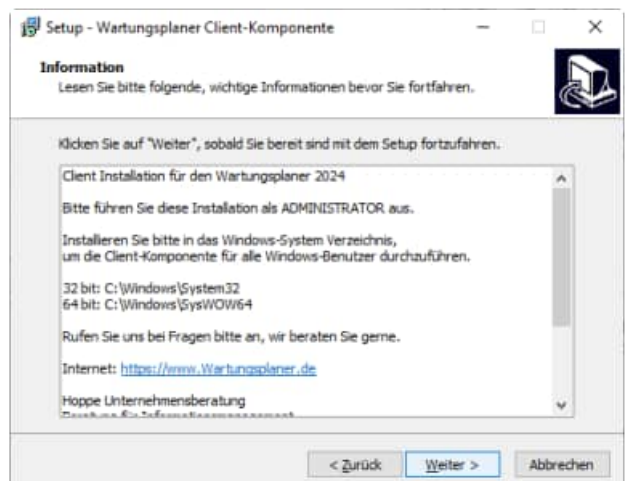 Setup - Wartungsplaner Client-Komponente
Information
Lesen Sie bitte folgende, wichtige Informationen bevor Sie fortfahren.
Klicken Sie auf "Weiter", sobald Sie bereit sind mit dem Setup fortzufahren.
Client Installation für den Wartungsplaner 2024
Bitte führen Sie diese Installation als ADMINISTRATOR aus.
Installieren Sie bitte in das Windows-System Verzeichnis,
um die Client-Komponente für alle Windows-Benutzer durchzuführen.
32 bit: C:\Windows\System32
64 bit: C:\Windows\SysWOW64
Rufen Sie uns bei Fragen bitte an, wir beraten Sie gerne.
Internet: https://www.Wartungsplaner.de
Hoppe Unternehmensberatung
Beratung für Informationsmanagement
< Zurück
Weiter >
Abbrechen